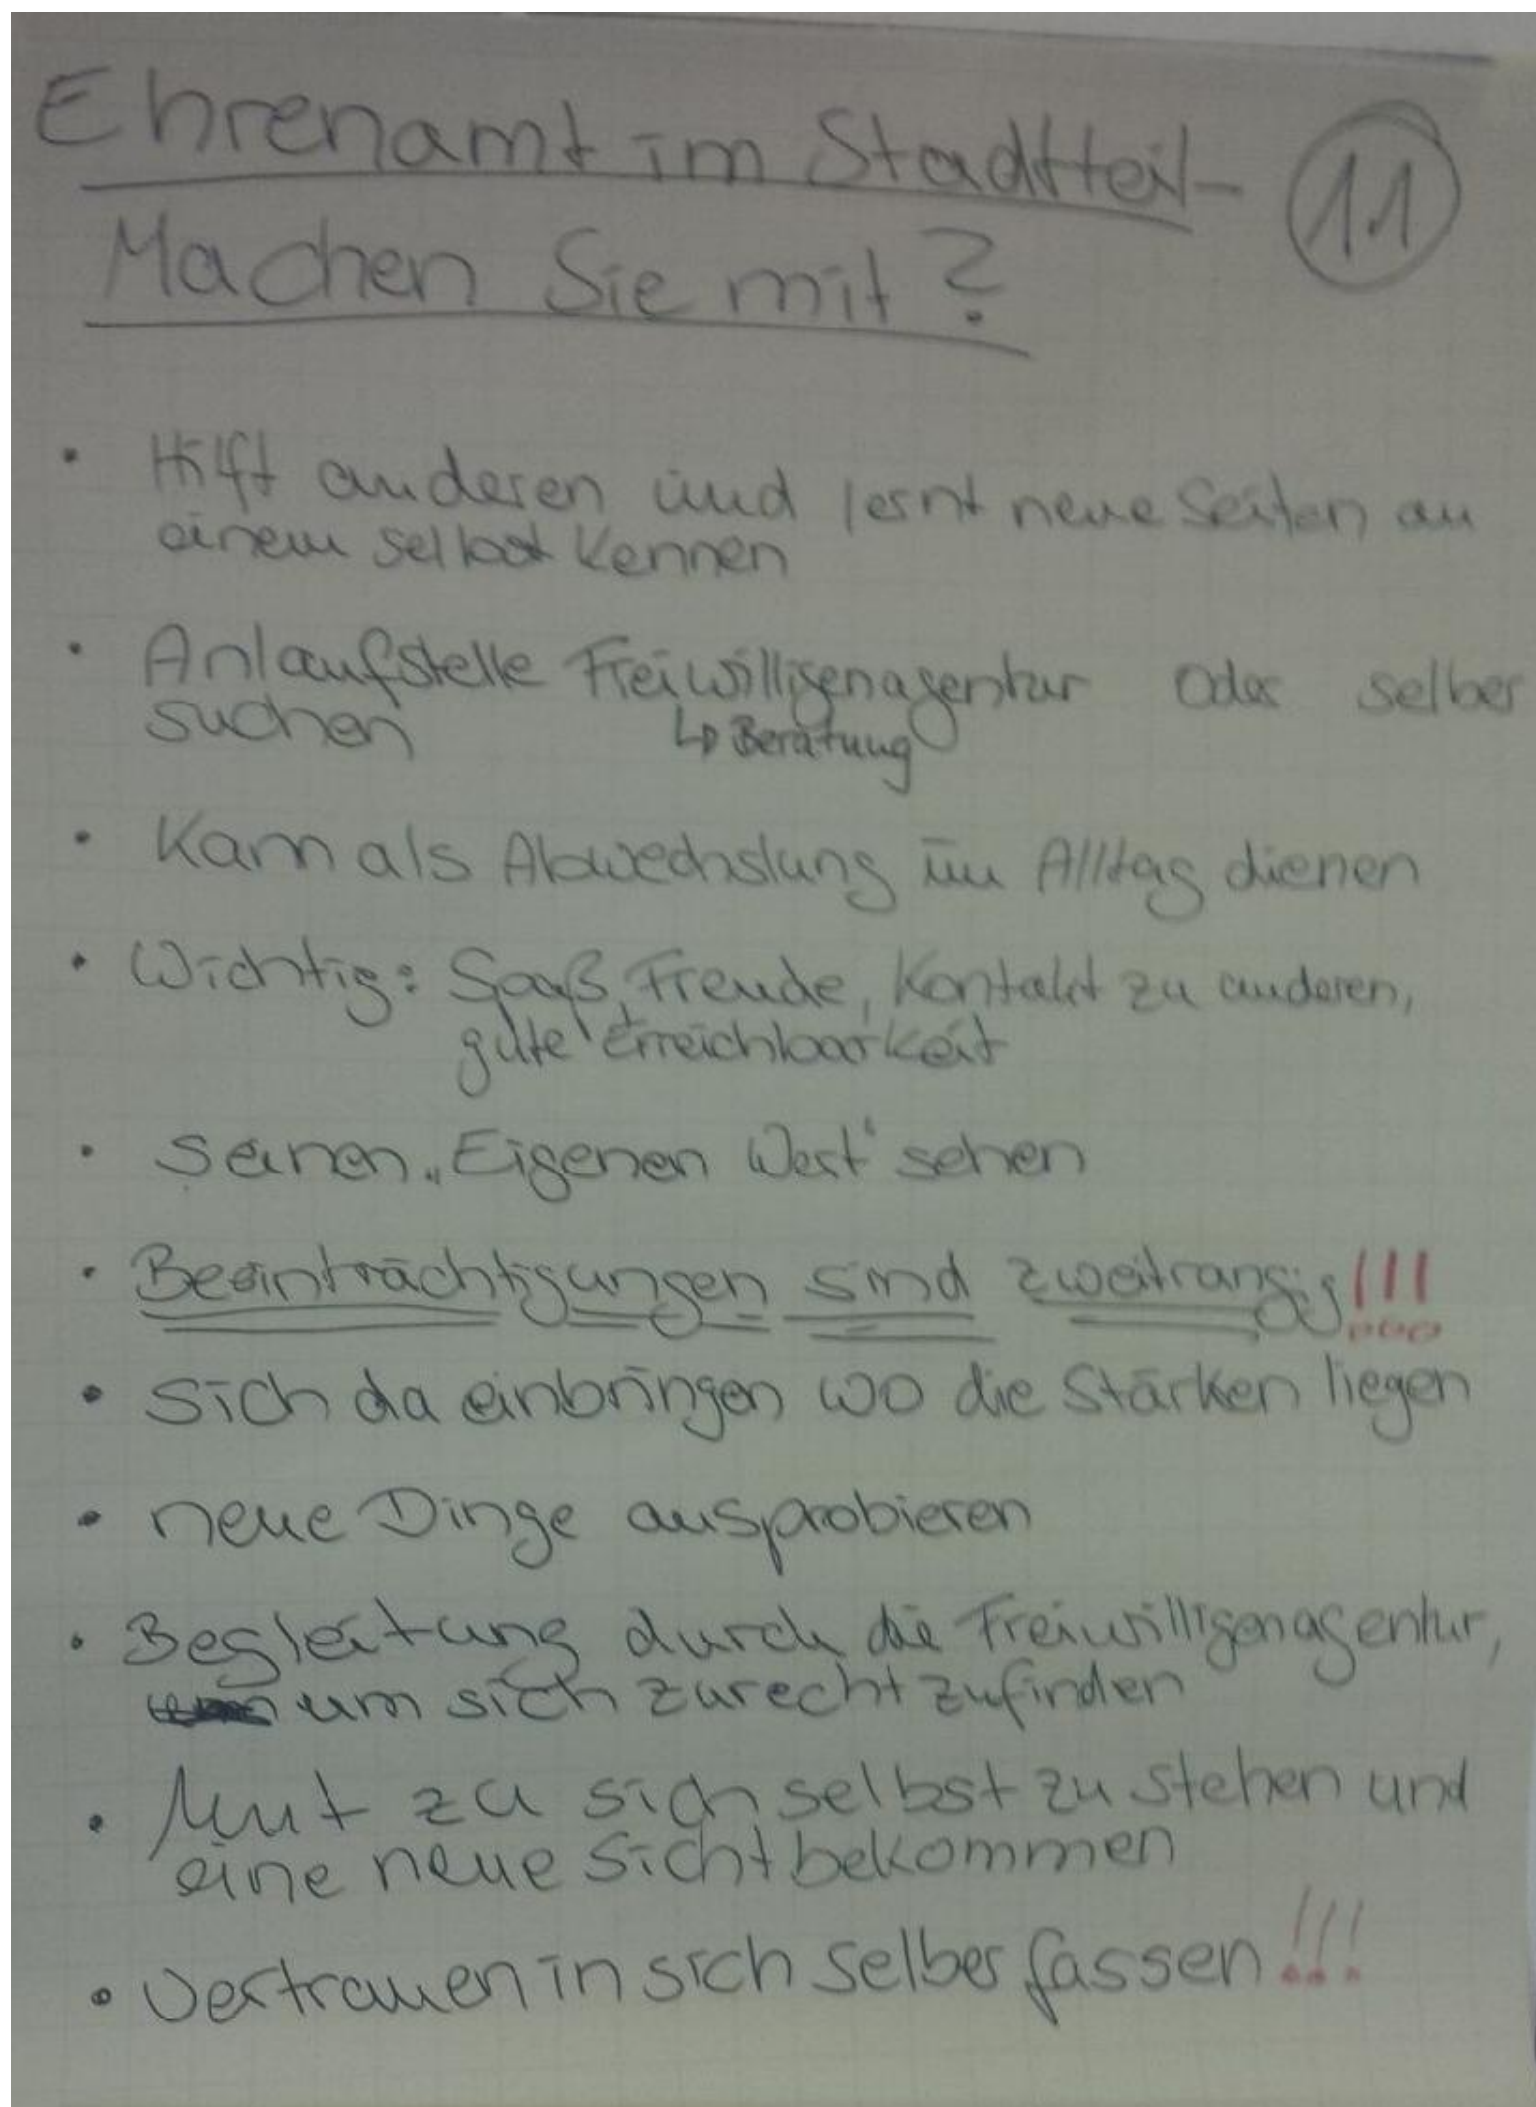 Ehrenamt im Stadtteil- 11
Machen Sie mit?
• Hilft anderen und lernt neue Seiten an
einem selbst kennen
• Anlaufstelle Freiwilligenagentur oder selber
suchen ↳ Beratung
• Kann als Abwechslung im Alltag dienen
• Wichtig: Spaß, Freude, Kontakt zu anderen,
gute Erreichbarkeit
• seinen „Eigenen Wert" sehen
• Beeinträchtigungen sind zweitrangig!!!
• Sich da einbringen wo die Stärken liegen
• neue Dinge ausprobieren
• Begleitung durch die Freiwilligenagentur,
um sich zurecht zufinden
• Mut zu sich selbst zu stehen und
eine neue Sicht bekommen
• Vertrauen in sich selber fassen!!!